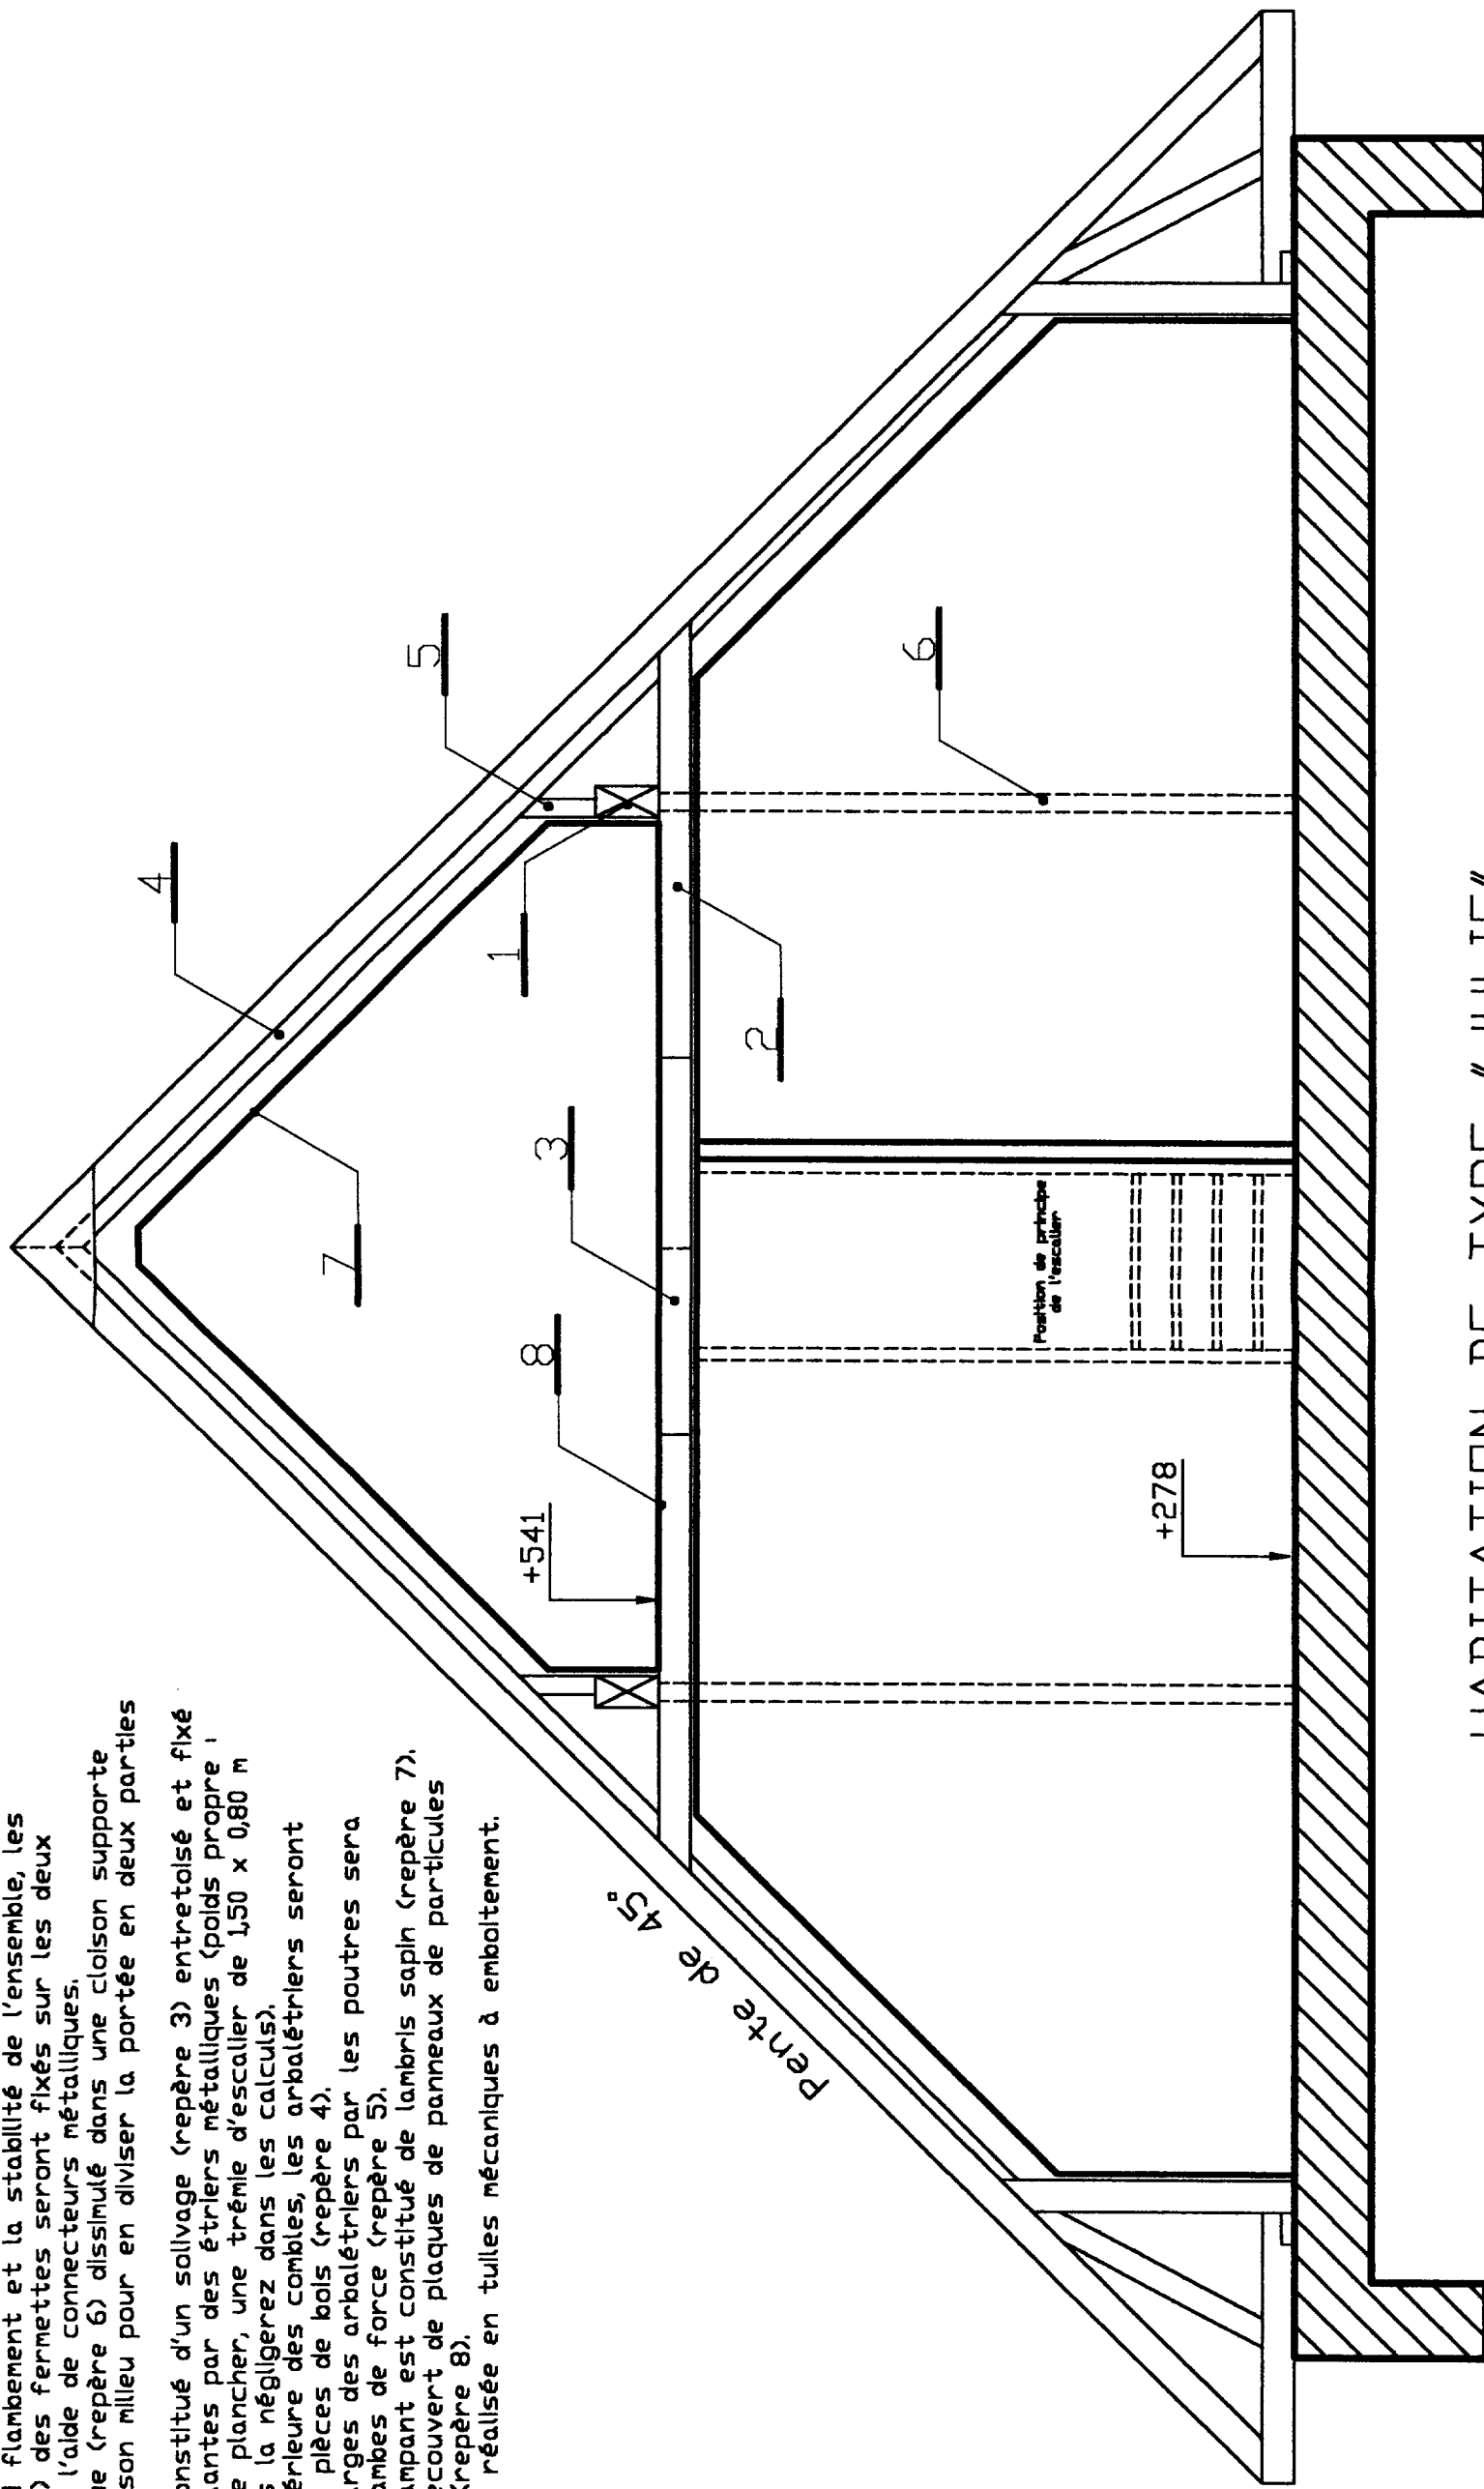 flambement et la stabilité de l'ensemble, les
) des fermettes seront fixés sur les deux
l'aide de connecteurs métalliques.
(repère 6) dissimulé dans une cloison supporte
son milieu pour en diviser la portée en deux parties
onstitué d'un solivage (repère 3) entretoisé et fixé
antes par des étriers métalliques (poids propre :
plancher, une trémie d'escalier de 1,50 x 0,80 m
la négligerez dans les calculs).
érieure des combles, les arbalétriers seront
pièces de bois (repère 4).
rges des arbalétriers par les poutres sera
ambes de force (repère 5).
mpant est constitué de lambris sapin (repère 7).
ecouvert de plaques de panneaux de particules
(repère 8).
réalisée en tuiles mécaniques à emboîtement.
Pente de 45°
4
5
7
1
3
8
2
6
+541
+278
Position de principe
de l'escalier
HABITATION DE TYPE "JULIE"